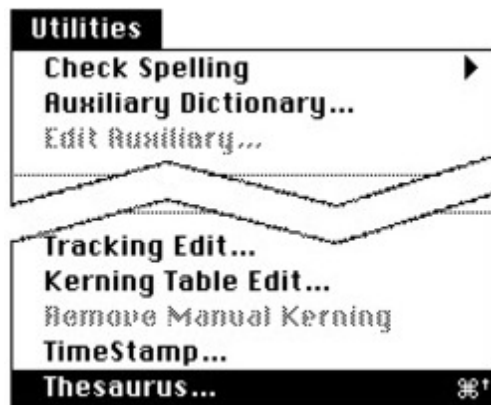 Utilities
Check Spelling
Auxiliary Dictionary...
Edit Auxiliary...
Tracking Edit...
Kerning Table Edit...
Remove Manual Kerning
TimeStamp...
Thesaurus... ⌘